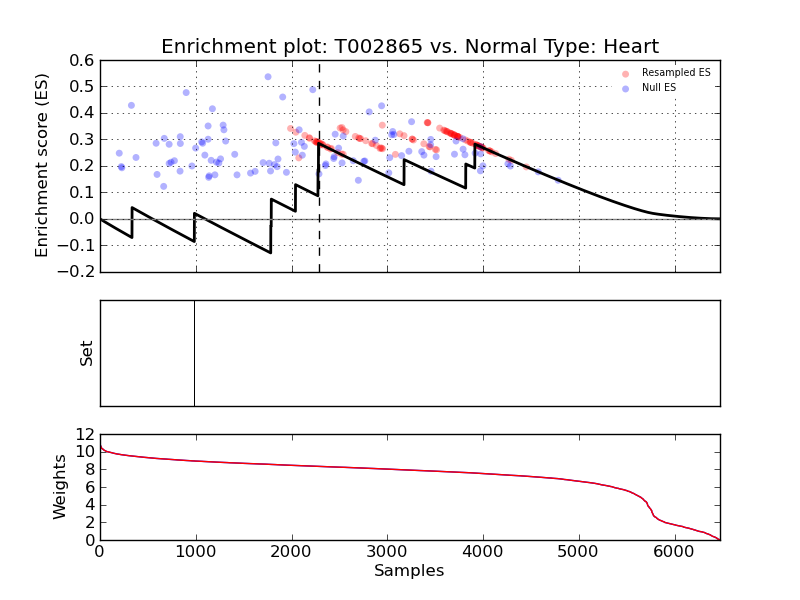 Enrichment plot: T002865 vs. Normal Type: Heart
Enrichment score (ES)
0.6
0.5
0.4
0.3
0.2
0.1
0.0
−0.1
−0.2
Resampled ES
Null ES
Set
Weights
12
10
8
6
4
2
0
0 1000 2000 3000 4000 5000 6000
Samples